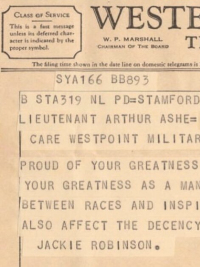 CLASS OF SERVICE
This is a fast message
unless its deferred char-
acter is indicated by the
proper symbol.
WESTE
W. P. MARSHALL
CHAIRMAN OF THE BOARD
T
The filing time shown in the date line on domestic telegrams is
SYA166 BB893
B STA319 NL PD=STAMFORD
LIEUTENANT ARTHUR ASHE=
CARE WESTPOINT MILITAR
PROUD OF YOUR GREATNESS
YOUR GREATNESS AS A MAN
BETWEEN RACES AND INSPI
ALSO AFFECT THE DECENCY
JACKIE ROBINSON.